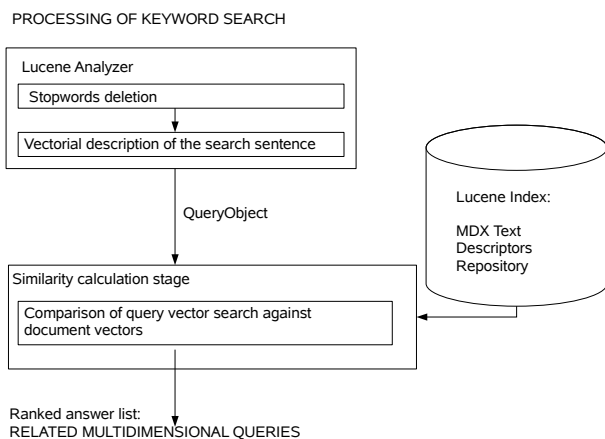 PROCESSING OF KEYWORD SEARCH
Lucene Analyzer
Stopwords deletion
Vectorial description of the search sentence
QueryObject
Lucene Index:
MDX Text
Descriptors
Repository
Similarity calculation stage
Comparison of query vector search against
document vectors
Ranked answer list:
RELATED MULTIDIMENSIONAL QUERIES